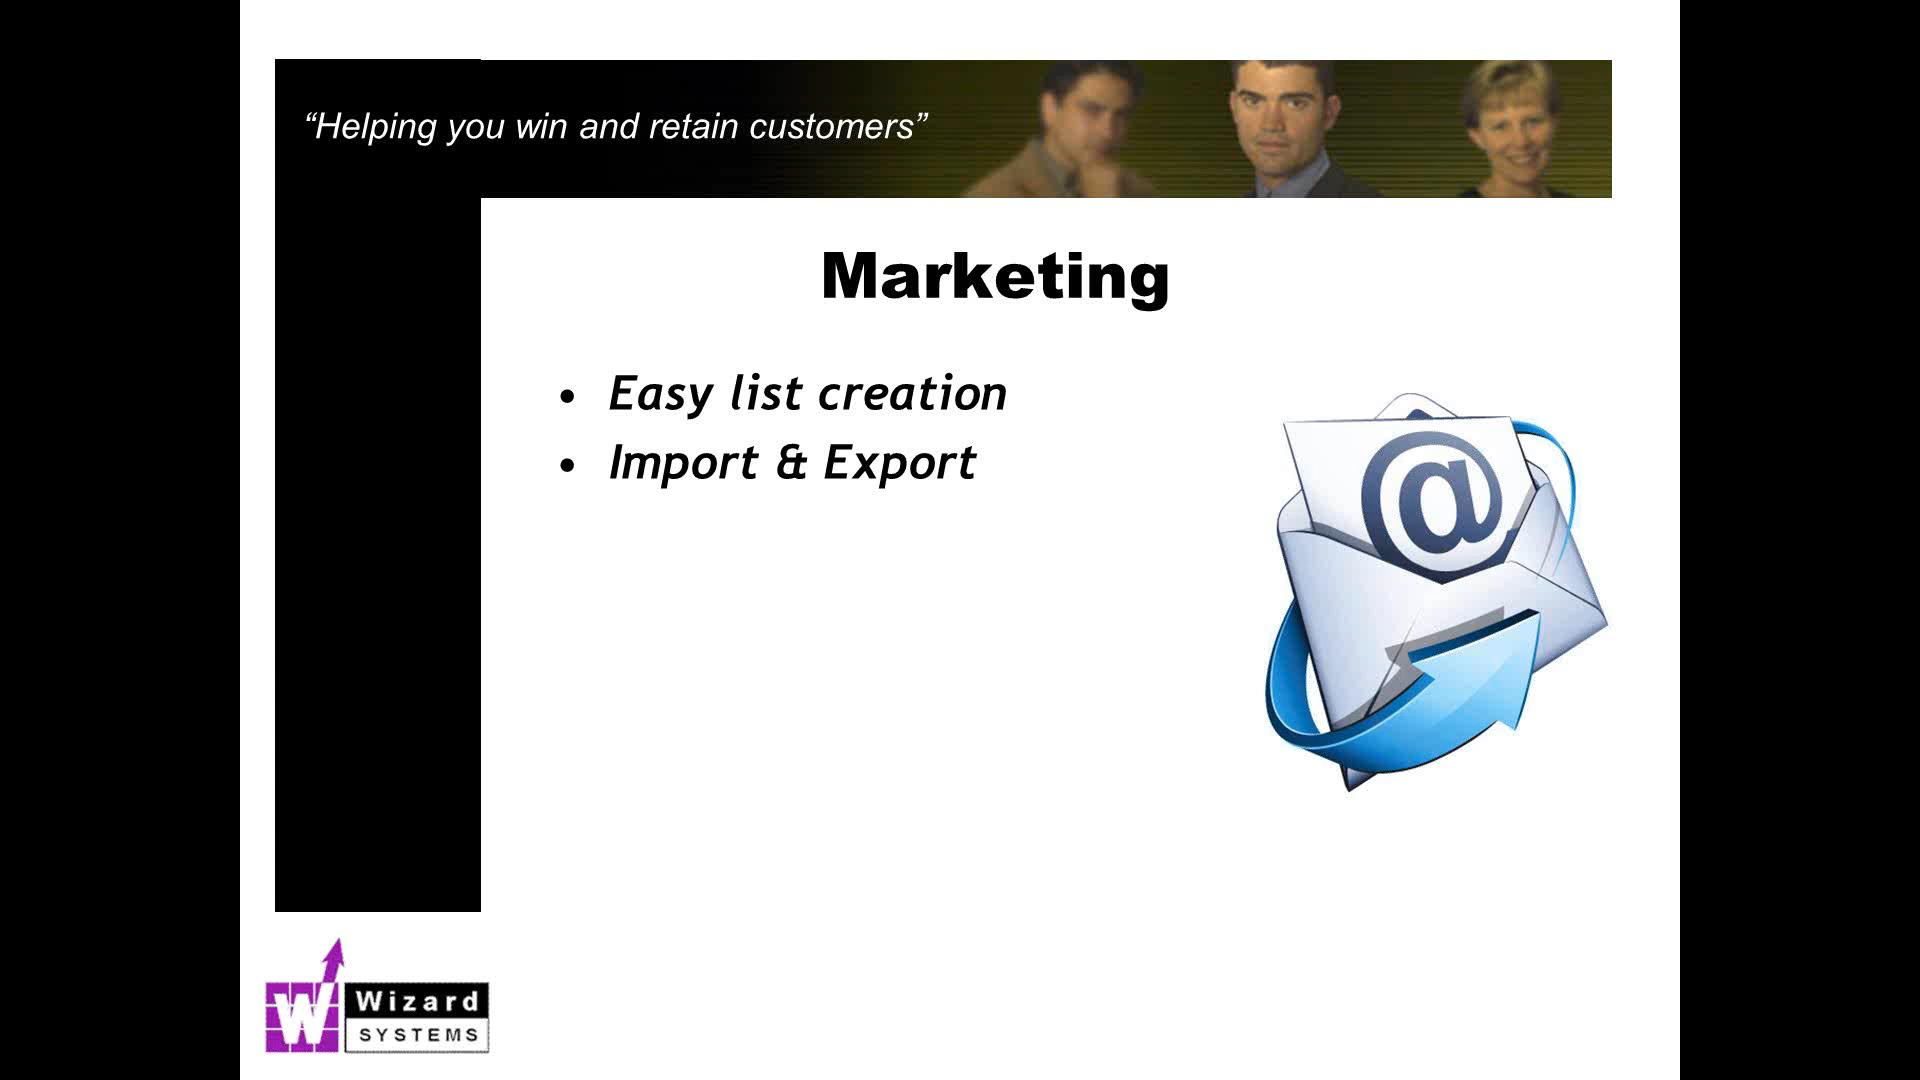 “Helping you win and retain customers”
Marketing
• Easy list creation
• Import & Export
@
W
Wizard
SYSTEMS